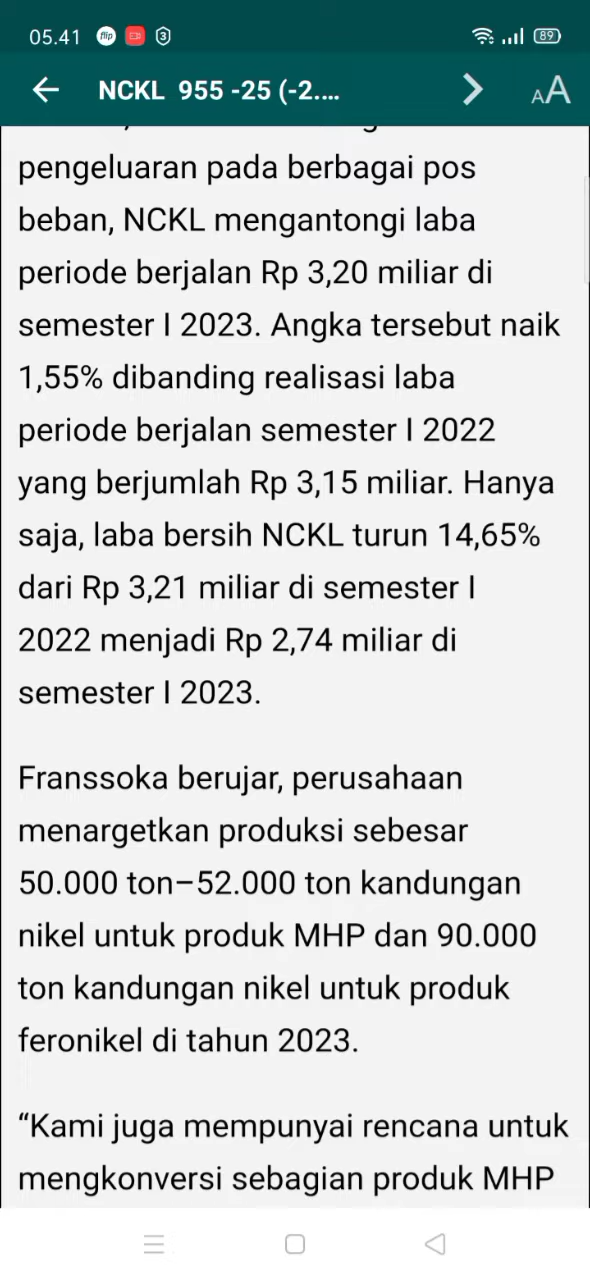 05.41 flip 3 89
NCKL 955 -25 (-2.... AA
pengeluaran pada berbagai pos
beban, NCKL mengantongi laba
periode berjalan Rp 3,20 miliar di
semester I 2023. Angka tersebut naik
1,55% dibanding realisasi laba
periode berjalan semester I 2022
yang berjumlah Rp 3,15 miliar. Hanya
saja, laba bersih NCKL turun 14,65%
dari Rp 3,21 miliar di semester I
2022 menjadi Rp 2,74 miliar di
semester I 2023.
Franssoka berujar, perusahaan
menargetkan produksi sebesar
50.000 ton–52.000 ton kandungan
nikel untuk produk MHP dan 90.000
ton kandungan nikel untuk produk
feronikel di tahun 2023.
“Kami juga mempunyai rencana untuk
mengkonversi sebagian produk MHP